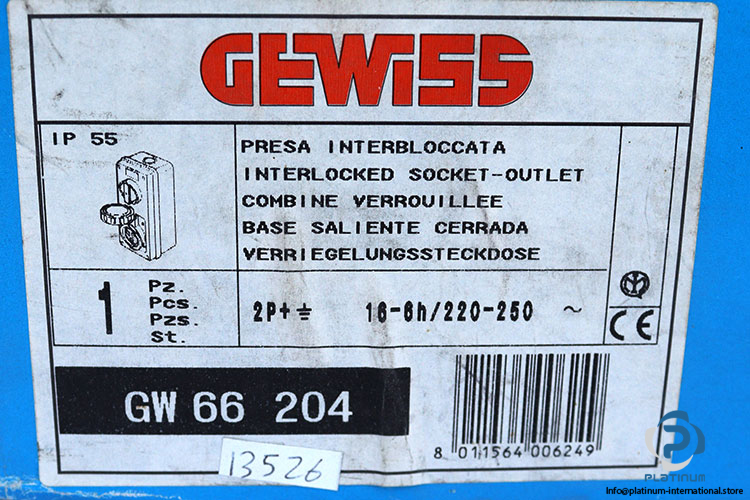 GEWiSS
IP 55
PRESA INTERBLOCCATA
INTERLOCKED SOCKET-OUTLET
COMBINE VERROUILLEE
BASE SALIENTE CERRADA
VERRIEGELUNGSSTECKDOSE
1
Pz.
Pcs.
Pzs.
St.
2P+⏚ 16-6h/220-250 ~
CE
GW 66 204
13526
8 011564 006249
PLATINUM
Info@platinum-international.store